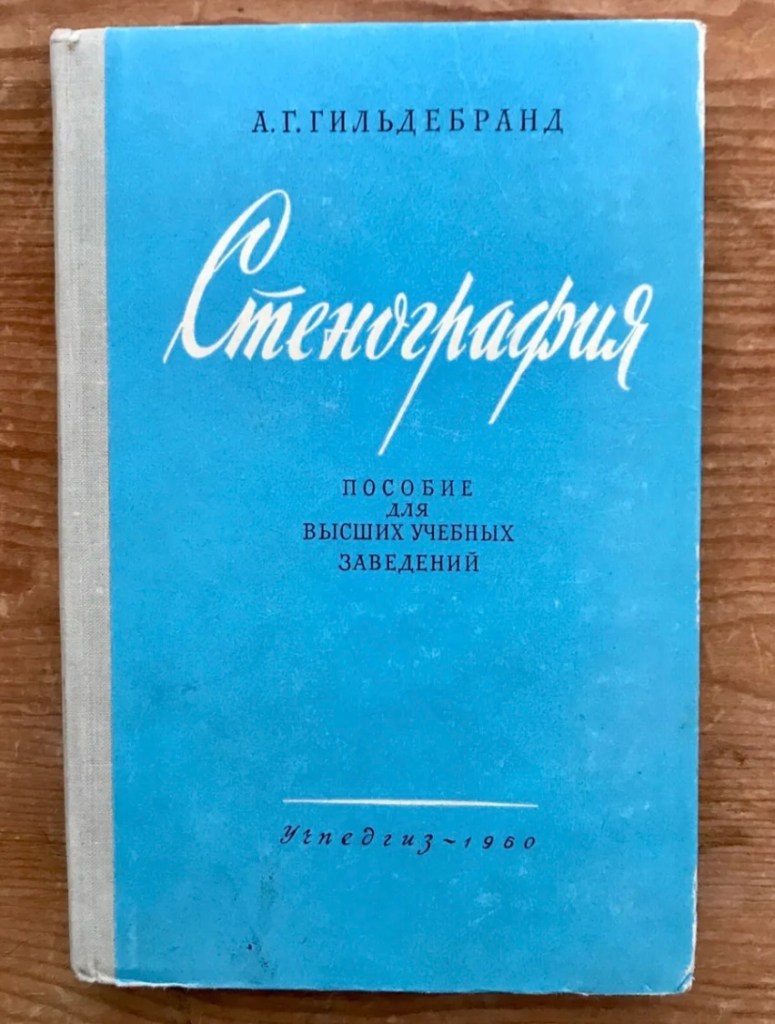 А. Г. ГИЛЬДЕБРАНД
Стенография
ПОСОБИЕ
ДЛЯ
ВЫСШИХ УЧЕБНЫХ
ЗАВЕДЕНИЙ
Учпедгиз - 1960